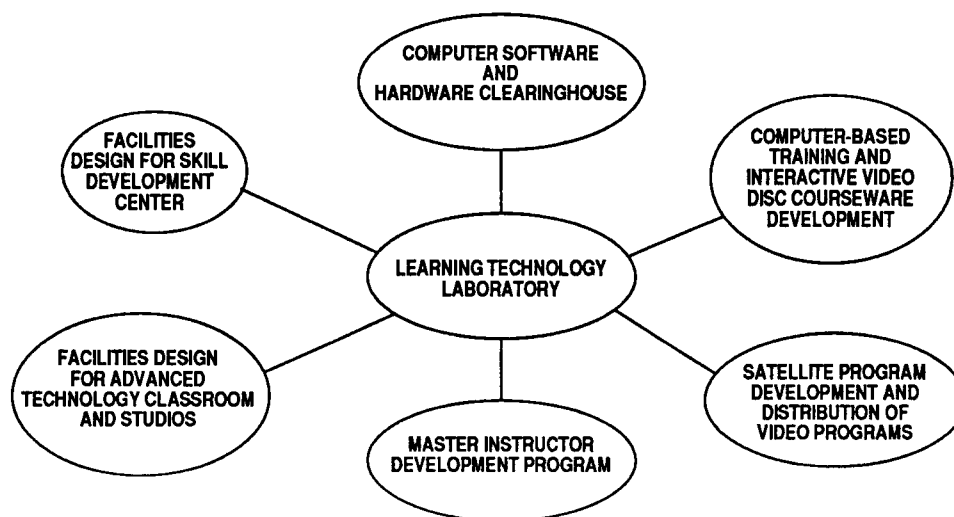 COMPUTER SOFTWARE
AND
HARDWARE CLEARINGHOUSE
FACILITIES
DESIGN FOR SKILL
DEVELOPMENT
CENTER
COMPUTER-BASED
TRAINING AND
INTERACTIVE VIDEO
DISC COURSEWARE
DEVELOPMENT
LEARNING TECHNOLOGY
LABORATORY
FACILITIES DESIGN
FOR ADVANCED
TECHNOLOGY CLASSROOM
AND STUDIOS
MASTER INSTRUCTOR
DEVELOPMENT PROGRAM
SATELLITE PROGRAM
DEVELOPMENT AND
DISTRIBUTION OF
VIDEO PROGRAMS